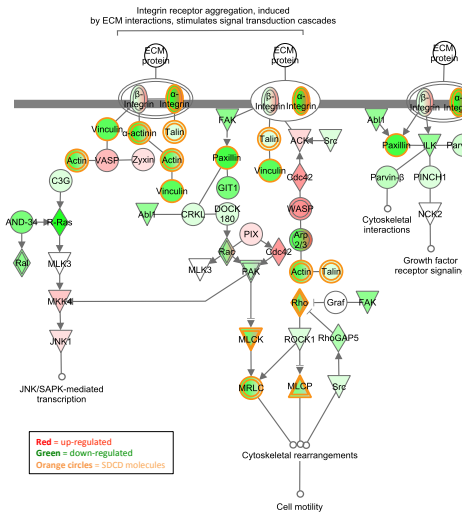 Integrin receptor aggregation, induced
by ECM interactions, stimulates signal transduction cascades
ECM
protein
ECM
protein
ECM
protein
β-
Integrin
α-
Integrin
β-
Integrin
α-
Integrin
β-
Integrin
Integrin
Vinculin
α-actinin
Talin
FAK
Talin
ACK
Src
Abl1
Paxillin
ILK
Parv
Actin
VASP
Zyxin
Actin
Paxillin
Vinculin
Cdc42
C3G
Vinculin
GIT1
Parvin-β
PINCH1
Abl1
CRKL
DOCK
180
WASP
NCK2
AND-34
R-Ras
PIX
Arp
2/3
Cytoskeletal
interactions
Ral
MLK3
MLK3
Rac
Cdc42
PAK
Actin
Talin
Growth factor
receptor signaling
MKK4
Rho
Graf
FAK
JNK1
MLCK
ROCK1
RhoGAP5
JNK/SAPK-mediated
transcription
MRLC
MLCP
Src
Red = up-regulated
Green = down-regulated
Orange circles = SDCD molecules
Cytoskeletal rearrangements
Cell motility